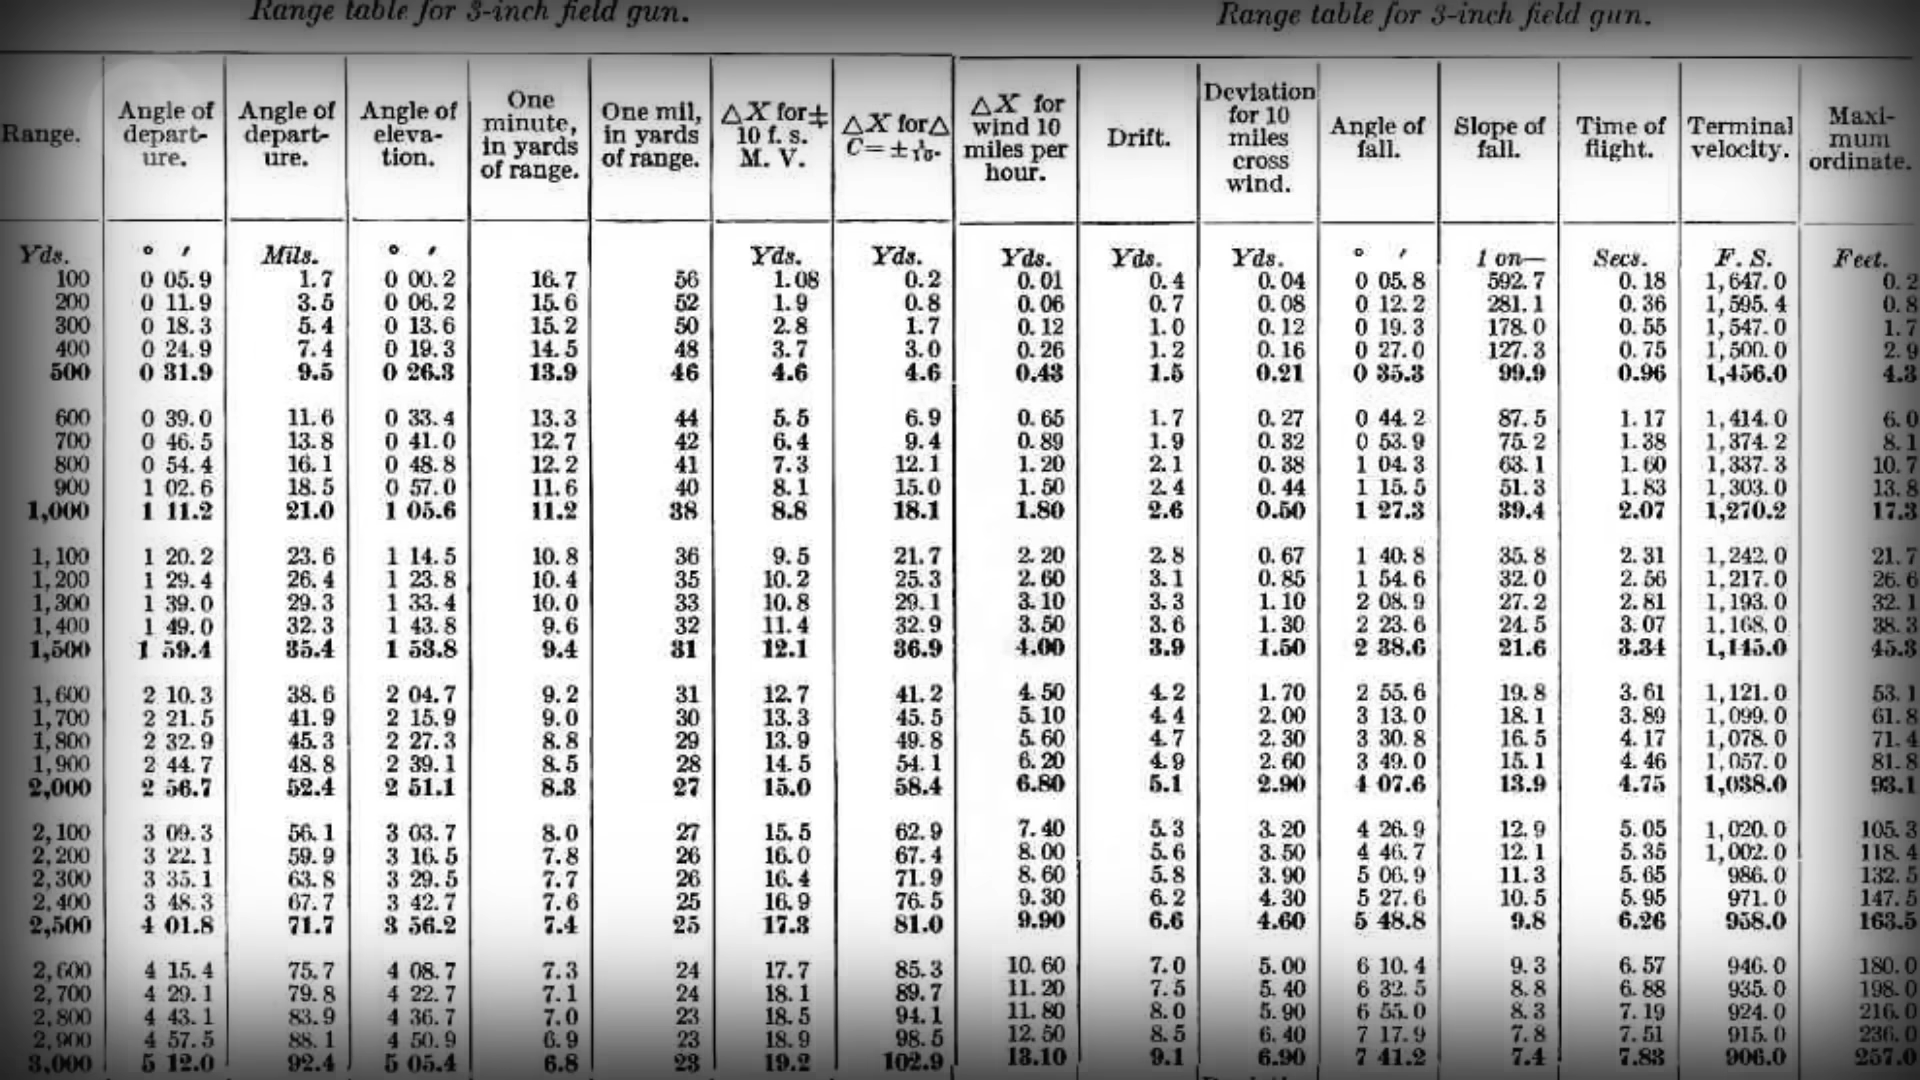 Range table for 3-inch field gun. Range table for 3-inch field gun.
Range. Angle of departure. Angle of departure. Angle of elevation. One minute, in yards of range. One mil, in yards of range. △X for± 10 f. s. M. V. △X for△ C=±1/10. △X for wind 10 miles per hour. Drift. Deviation for 10 miles cross wind. Angle of fall. Slope of fall. Time of flight. Terminal velocity. Maximum ordinate.
Yds. ° ′ Mils. ° ′ Yds. Yds. Yds. Yds. Yds. ° ′ 1 on— Secs. F. S. Feet.
100 0 05.9 1.7 0 00.2 16.7 56 1.08 0.2 0.01 0.4 0.04 0 05.8 592.7 0.18 1,647.0 0.2
200 0 11.9 3.5 0 06.2 15.6 52 1.9 0.8 0.06 0.7 0.08 0 12.2 281.1 0.36 1,595.4 0.8
300 0 18.3 5.4 0 13.6 15.2 50 2.8 1.7 0.12 1.0 0.12 0 19.3 178.0 0.55 1,547.0 1.7
400 0 24.9 7.4 0 19.3 14.5 48 3.7 3.0 0.26 1.2 0.16 0 27.0 127.3 0.75 1,500.0 2.9
500 0 31.9 9.5 0 26.3 13.9 46 4.6 4.6 0.43 1.5 0.21 0 35.3 99.9 0.96 1,456.0 4.3
600 0 39.0 11.6 0 33.4 13.3 44 5.5 6.9 0.65 1.7 0.27 0 44.2 87.5 1.17 1,414.0 6.0
700 0 46.5 13.8 0 41.0 12.7 42 6.4 9.4 0.89 1.9 0.32 0 53.9 75.2 1.38 1,374.2 8.1
800 0 54.4 16.1 0 48.8 12.2 41 7.3 12.1 1.20 2.1 0.38 1 04.3 63.1 1.60 1,337.3 10.7
900 1 02.6 18.5 0 57.0 11.6 40 8.1 15.0 1.50 2.4 0.44 1 15.5 51.3 1.83 1,303.0 13.8
1,000 1 11.2 21.0 1 05.6 11.2 38 8.8 18.1 1.80 2.6 0.50 1 27.3 39.4 2.07 1,270.2 17.3
1,100 1 20.2 23.6 1 14.5 10.8 36 9.5 21.7 2.20 2.8 0.67 1 40.8 35.8 2.31 1,242.0 21.7
1,200 1 29.4 26.4 1 23.8 10.4 35 10.2 25.3 2.60 3.1 0.85 1 54.6 32.0 2.56 1,217.0 26.6
1,300 1 39.0 29.3 1 33.4 10.0 33 10.8 29.1 3.10 3.3 1.10 2 08.9 27.2 2.81 1,193.0 32.1
1,400 1 49.0 32.3 1 43.8 9.6 32 11.4 32.9 3.50 3.6 1.30 2 23.6 24.5 3.07 1,168.0 38.3
1,500 1 59.4 35.4 1 53.8 9.4 31 12.1 36.9 4.00 3.9 1.50 2 38.6 21.6 3.34 1,145.0 45.3
1,600 2 10.3 38.6 2 04.7 9.2 31 12.7 41.2 4.50 4.2 1.70 2 55.6 19.8 3.61 1,121.0 53.1
1,700 2 21.5 41.9 2 15.9 9.0 30 13.3 45.5 5.10 4.4 2.00 3 13.0 18.1 3.89 1,099.0 61.8
1,800 2 32.9 45.3 2 27.3 8.8 29 13.9 49.8 5.60 4.7 2.30 3 30.8 16.5 4.17 1,078.0 71.4
1,900 2 44.7 48.8 2 39.1 8.5 28 14.5 54.1 6.20 4.9 2.60 3 49.0 15.1 4.46 1,057.0 81.8
2,000 2 56.7 52.4 2 51.1 8.3 27 15.0 58.4 6.80 5.1 2.90 4 07.6 13.9 4.75 1,038.0 93.1
2,100 3 09.3 56.1 3 03.7 8.0 27 15.5 62.9 7.40 5.3 3.20 4 26.9 12.9 5.05 1,020.0 105.3
2,200 3 22.1 59.9 3 16.5 7.8 26 16.0 67.4 8.00 5.6 3.50 4 46.7 12.1 5.35 1,002.0 118.4
2,300 3 35.1 63.8 3 29.5 7.7 26 16.4 71.9 8.60 5.8 3.90 5 06.9 11.3 5.65 986.0 132.5
2,400 3 48.3 67.7 3 42.7 7.6 25 16.9 76.5 9.30 6.2 4.30 5 27.6 10.5 5.95 971.0 147.5
2,500 4 01.8 71.7 3 56.2 7.4 25 17.3 81.0 9.90 6.6 4.60 5 48.8 9.8 6.26 958.0 163.5
2,600 4 15.4 75.7 4 08.7 7.3 24 17.7 85.3 10.60 7.0 5.00 6 10.4 9.3 6.57 946.0 180.0
2,700 4 29.1 79.8 4 22.7 7.1 24 18.1 89.7 11.20 7.5 5.40 6 32.5 8.8 6.88 935.0 198.0
2,800 4 43.1 83.9 4 36.7 7.0 23 18.5 94.1 11.80 8.0 5.90 6 55.0 8.3 7.19 924.0 216.0
2,900 4 57.5 88.1 4 50.9 6.9 23 18.9 98.5 12.50 8.5 6.40 7 17.9 7.8 7.51 915.0 236.0
3,000 5 12.0 92.4 5 05.4 6.8 23 19.2 102.9 13.10 9.1 6.90 7 41.2 7.4 7.83 906.0 257.0